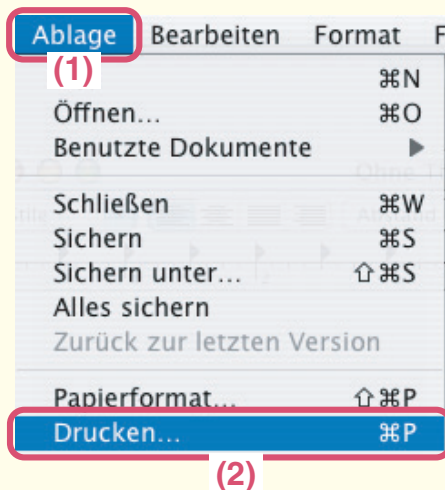 Ablage Bearbeiten Format F
(1)
⌘N
Öffnen... ⌘O
Benutzte Dokumente ▶
Schließen ⌘W
Sichern ⌘S
Sichern unter... ⇧⌘S
Alles sichern
Zurück zur letzten Version
Papierformat... ⇧⌘P
Drucken... ⌘P
(2)